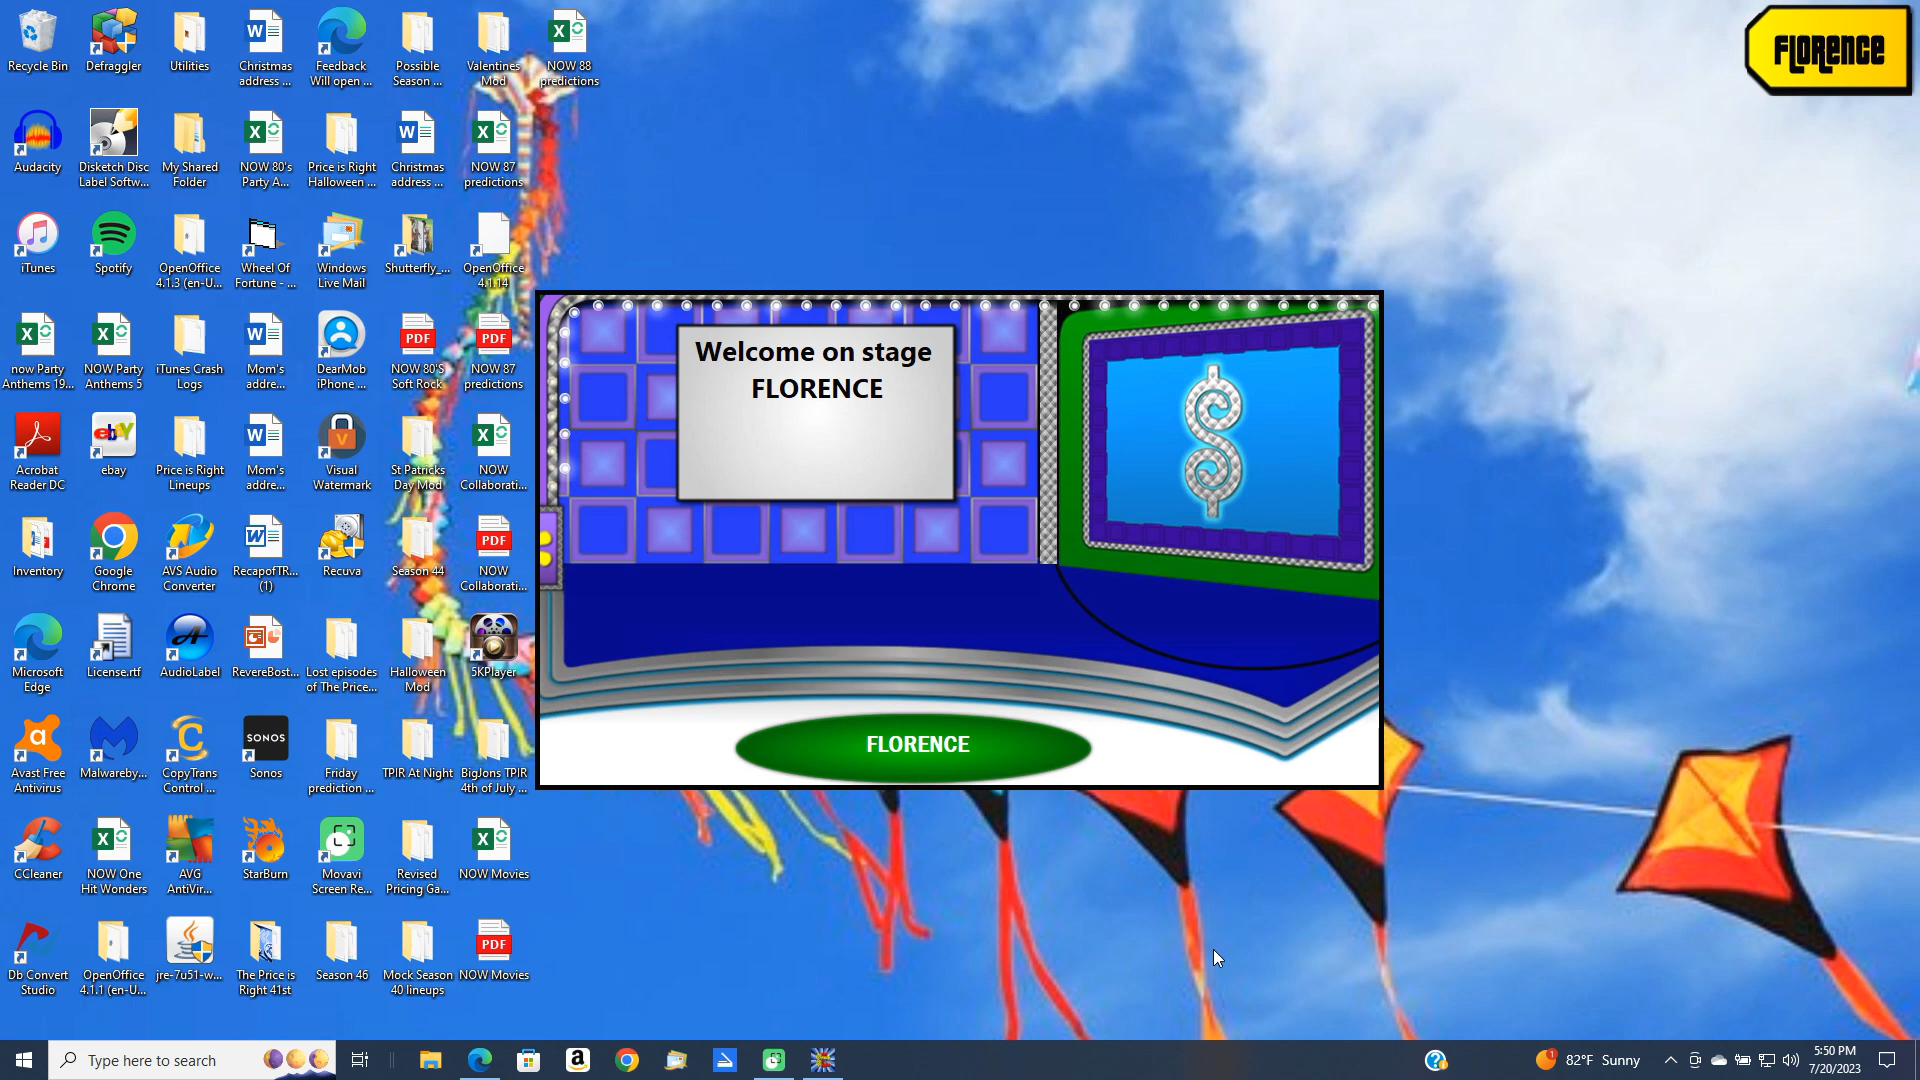 Recycle Bin
Defraggler
Utilities
Christmas
address ...
Feedback
Will open ...
Possible
Season ...
Valentines
Mod
NOW 88
predictions
FLORENCE
Audacity
Disketch Disc
Label Softw...
My Shared
Folder
NOW 80's
Party A...
Price is Right
Halloween ...
Christmas
address ...
NOW 87
predictions
iTunes
Spotify
OpenOffice
4.1.3 (en-U...
Wheel Of
Fortune - ...
Windows
Live Mail
Shutterfly_...
OpenOffice
4.1.14
now Party
Anthems 19...
NOW Party
Anthems 5
iTunes Crash
Logs
Mom's
addre...
DearMob
iPhone ...
PDF
NOW 80'S
Soft Rock
PDF
NOW 87
predictions
Acrobat
Reader DC
ebay
ebay
Price is Right
Lineups
Mom's
addre...
Visual
Watermark
St Patricks
Day Mod
NOW
Collaborati...
Inventory
Google
Chrome
AVS Audio
Converter
RecapofTR...
(1)
Recuva
Season 44
PDF
NOW
Collaborati...
Microsoft
Edge
License.rtf
AudioLabel
RevereBost...
Lost episodes
of The Price...
Halloween
Mod
5KPlayer
Avast Free
Antivirus
Malwareby...
CopyTrans
Control ...
SONOS
Sonos
Friday
prediction ...
TPIR At Night
BigJons TPIR
4th of July ...
CCleaner
NOW One
Hit Wonders
AVG
AntiVir...
StarBurn
Movavi
Screen Re...
Revised
Pricing Ga...
NOW Movies
Db Convert
Studio
OpenOffice
4.1.1 (en-U...
jre-7u51-w...
The Price is
Right 41st
Season 46
Mock Season
40 lineups
PDF
NOW Movies
Welcome on stage
FLORENCE
FLORENCE
Type here to search
82°F Sunny
5:50 PM
7/20/2023